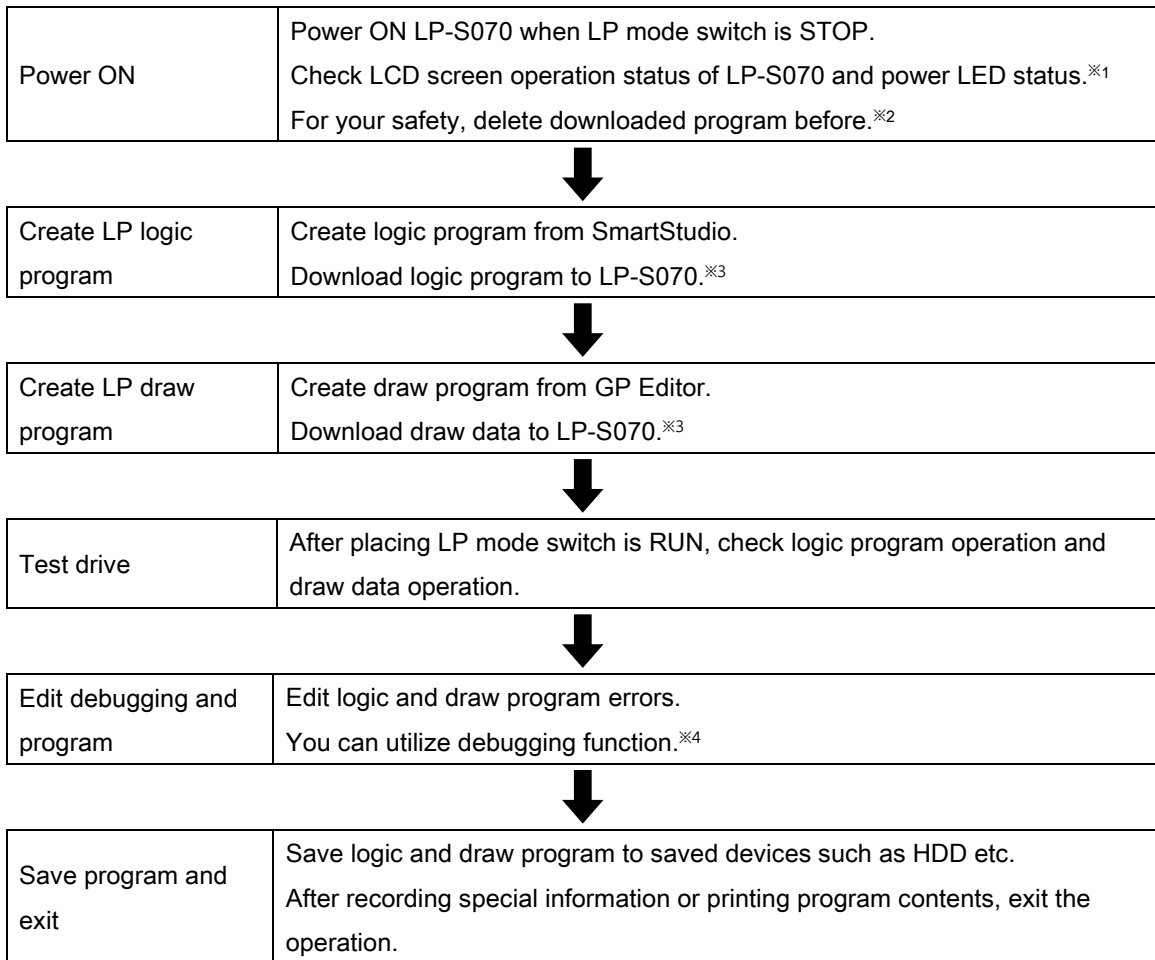 Power ON
Power ON LP-S070 when LP mode switch is STOP.
Check LCD screen operation status of LP-S070 and power LED status.※1
For your safety, delete downloaded program before.※2
Create LP logic
program
Create logic program from SmartStudio.
Download logic program to LP-S070.※3
Create LP draw
program
Create draw program from GP Editor.
Download draw data to LP-S070.※3
Test drive
After placing LP mode switch is RUN, check logic program operation and
draw data operation.
Edit debugging and
program
Edit logic and draw program errors.
You can utilize debugging function.※4
Save program and
exit
Save logic and draw program to saved devices such as HDD etc.
After recording special information or printing program contents, exit the
operation.